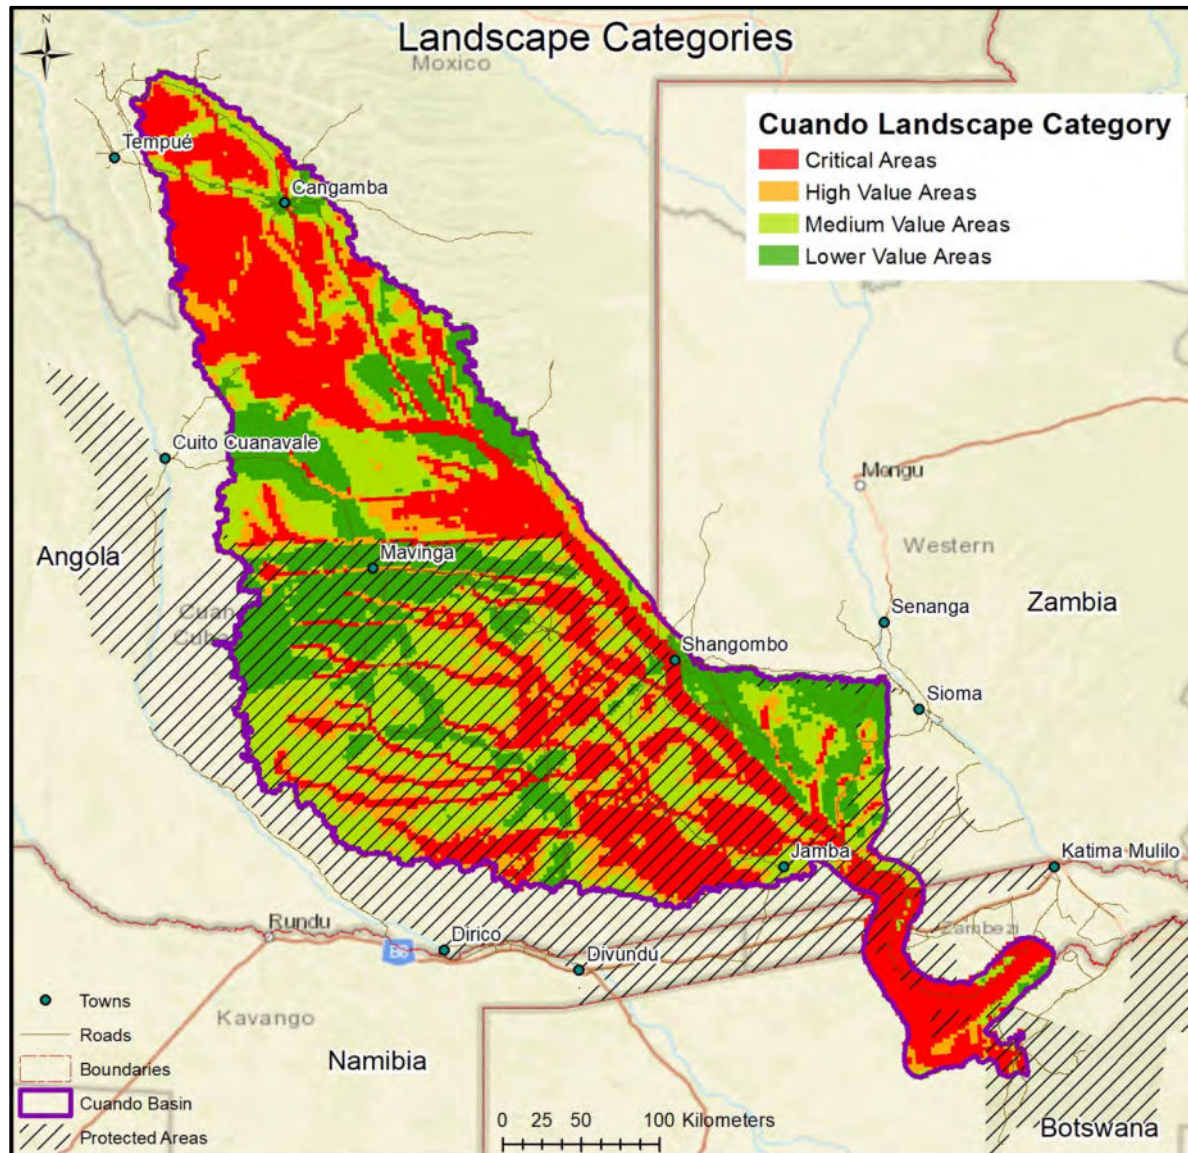 N
Landscape Categories
Moxico
Cuando Landscape Category
Critical Areas
High Value Areas
Medium Value Areas
Lower Value Areas
Tempué
Cangamba
Cuito Cuanavale
Mongu
Angola
Mavinga
Western
Zambia
Senanga
Shangombo
Sioma
Jamba
Katima Mulilo
Rundu
Dirico
B8
Divundu
Zambezi
Towns
Roads
Boundaries
Cuando Basin
Protected Areas
Kavango
Namibia
0 25 50 100 Kilometers
Botswana